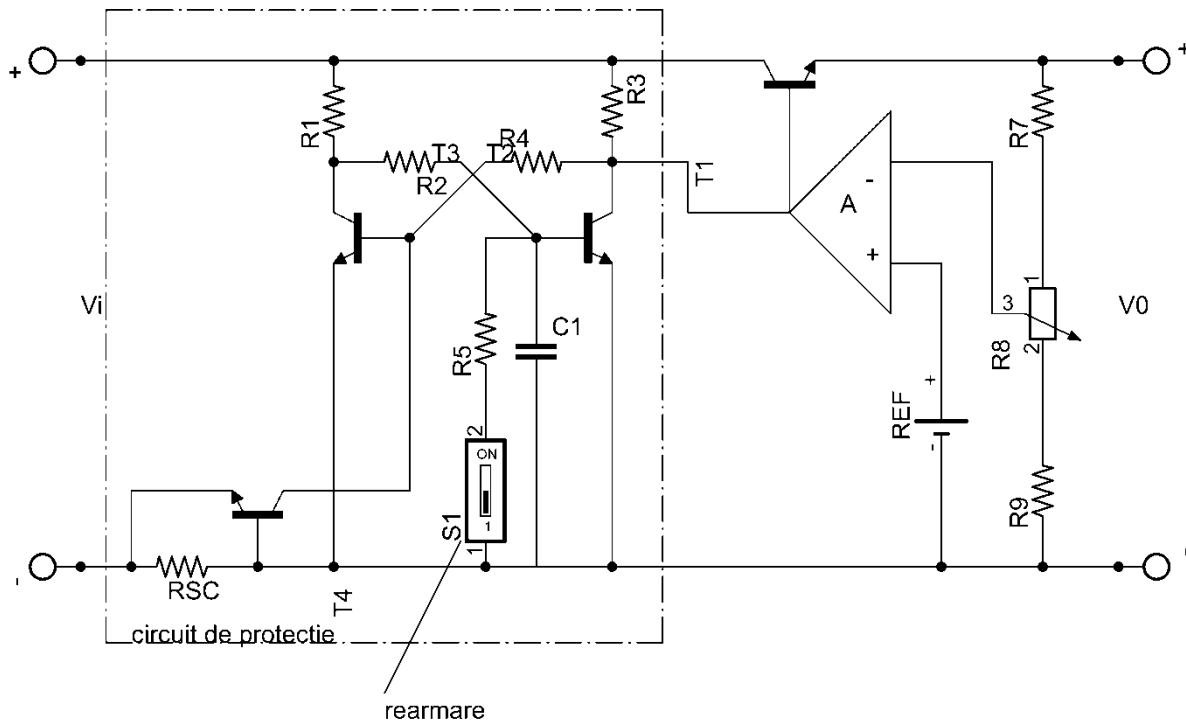 +
+
R1
R3
R7
T3
T2
R4
R2
T1
-
A
+
1
3
2
R8
Vi
V0
R5
C1
+
REF
-
2
ON
1
S1
1
R9
-
-
RSC
T4
circuit de protectie
rearmare